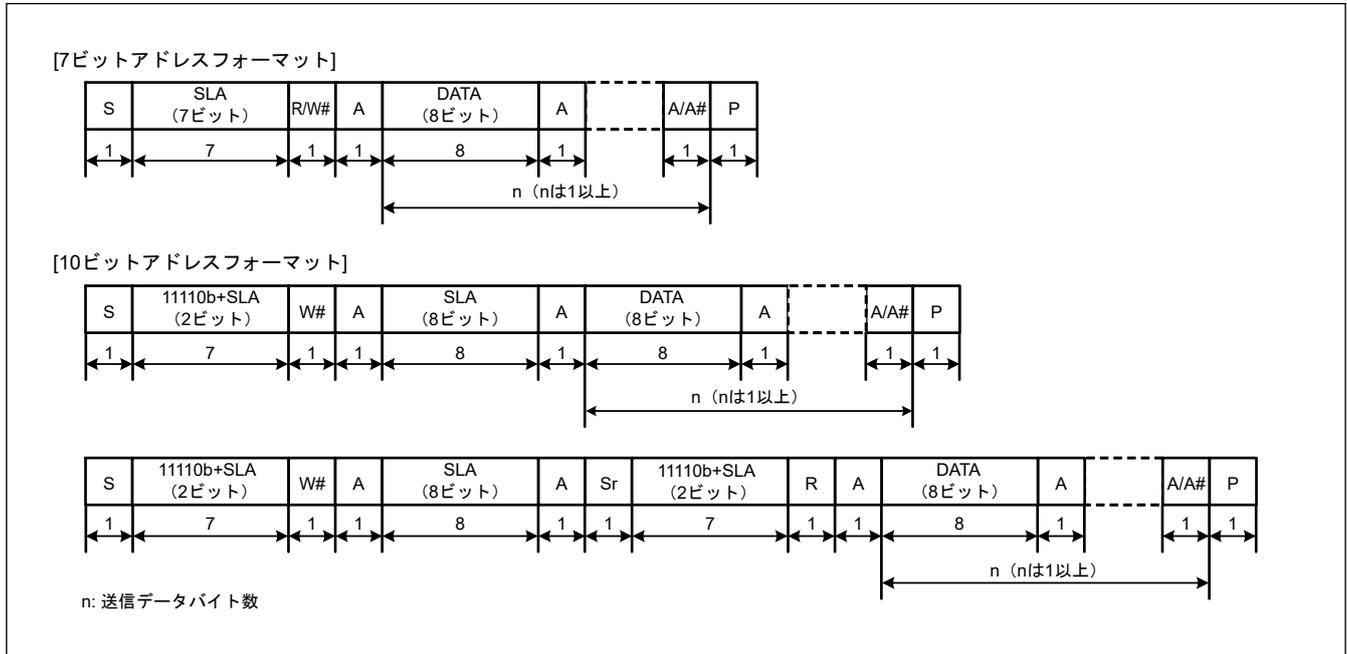 [7ビットアドレスフォーマット]
S SLA R/W# A DATA A A/A# P
(7ビット) (8ビット)
1 7 1 1 8 1 1 1
n（nは1以上）
[10ビットアドレスフォーマット]
S 11110b+SLA W# A SLA A DATA A A/A# P
（2ビット） （8ビット） （8ビット）
1 7 1 1 8 1 8 1 1 1
n（nは1以上）
S 11110b+SLA W# A SLA A Sr 11110b+SLA R A DATA A A/A# P
（2ビット） （8ビット） （2ビット） （8ビット）
1 7 1 1 8 1 1 7 1 1 8 1 1 1
n（nは1以上）
n: 送信データバイト数